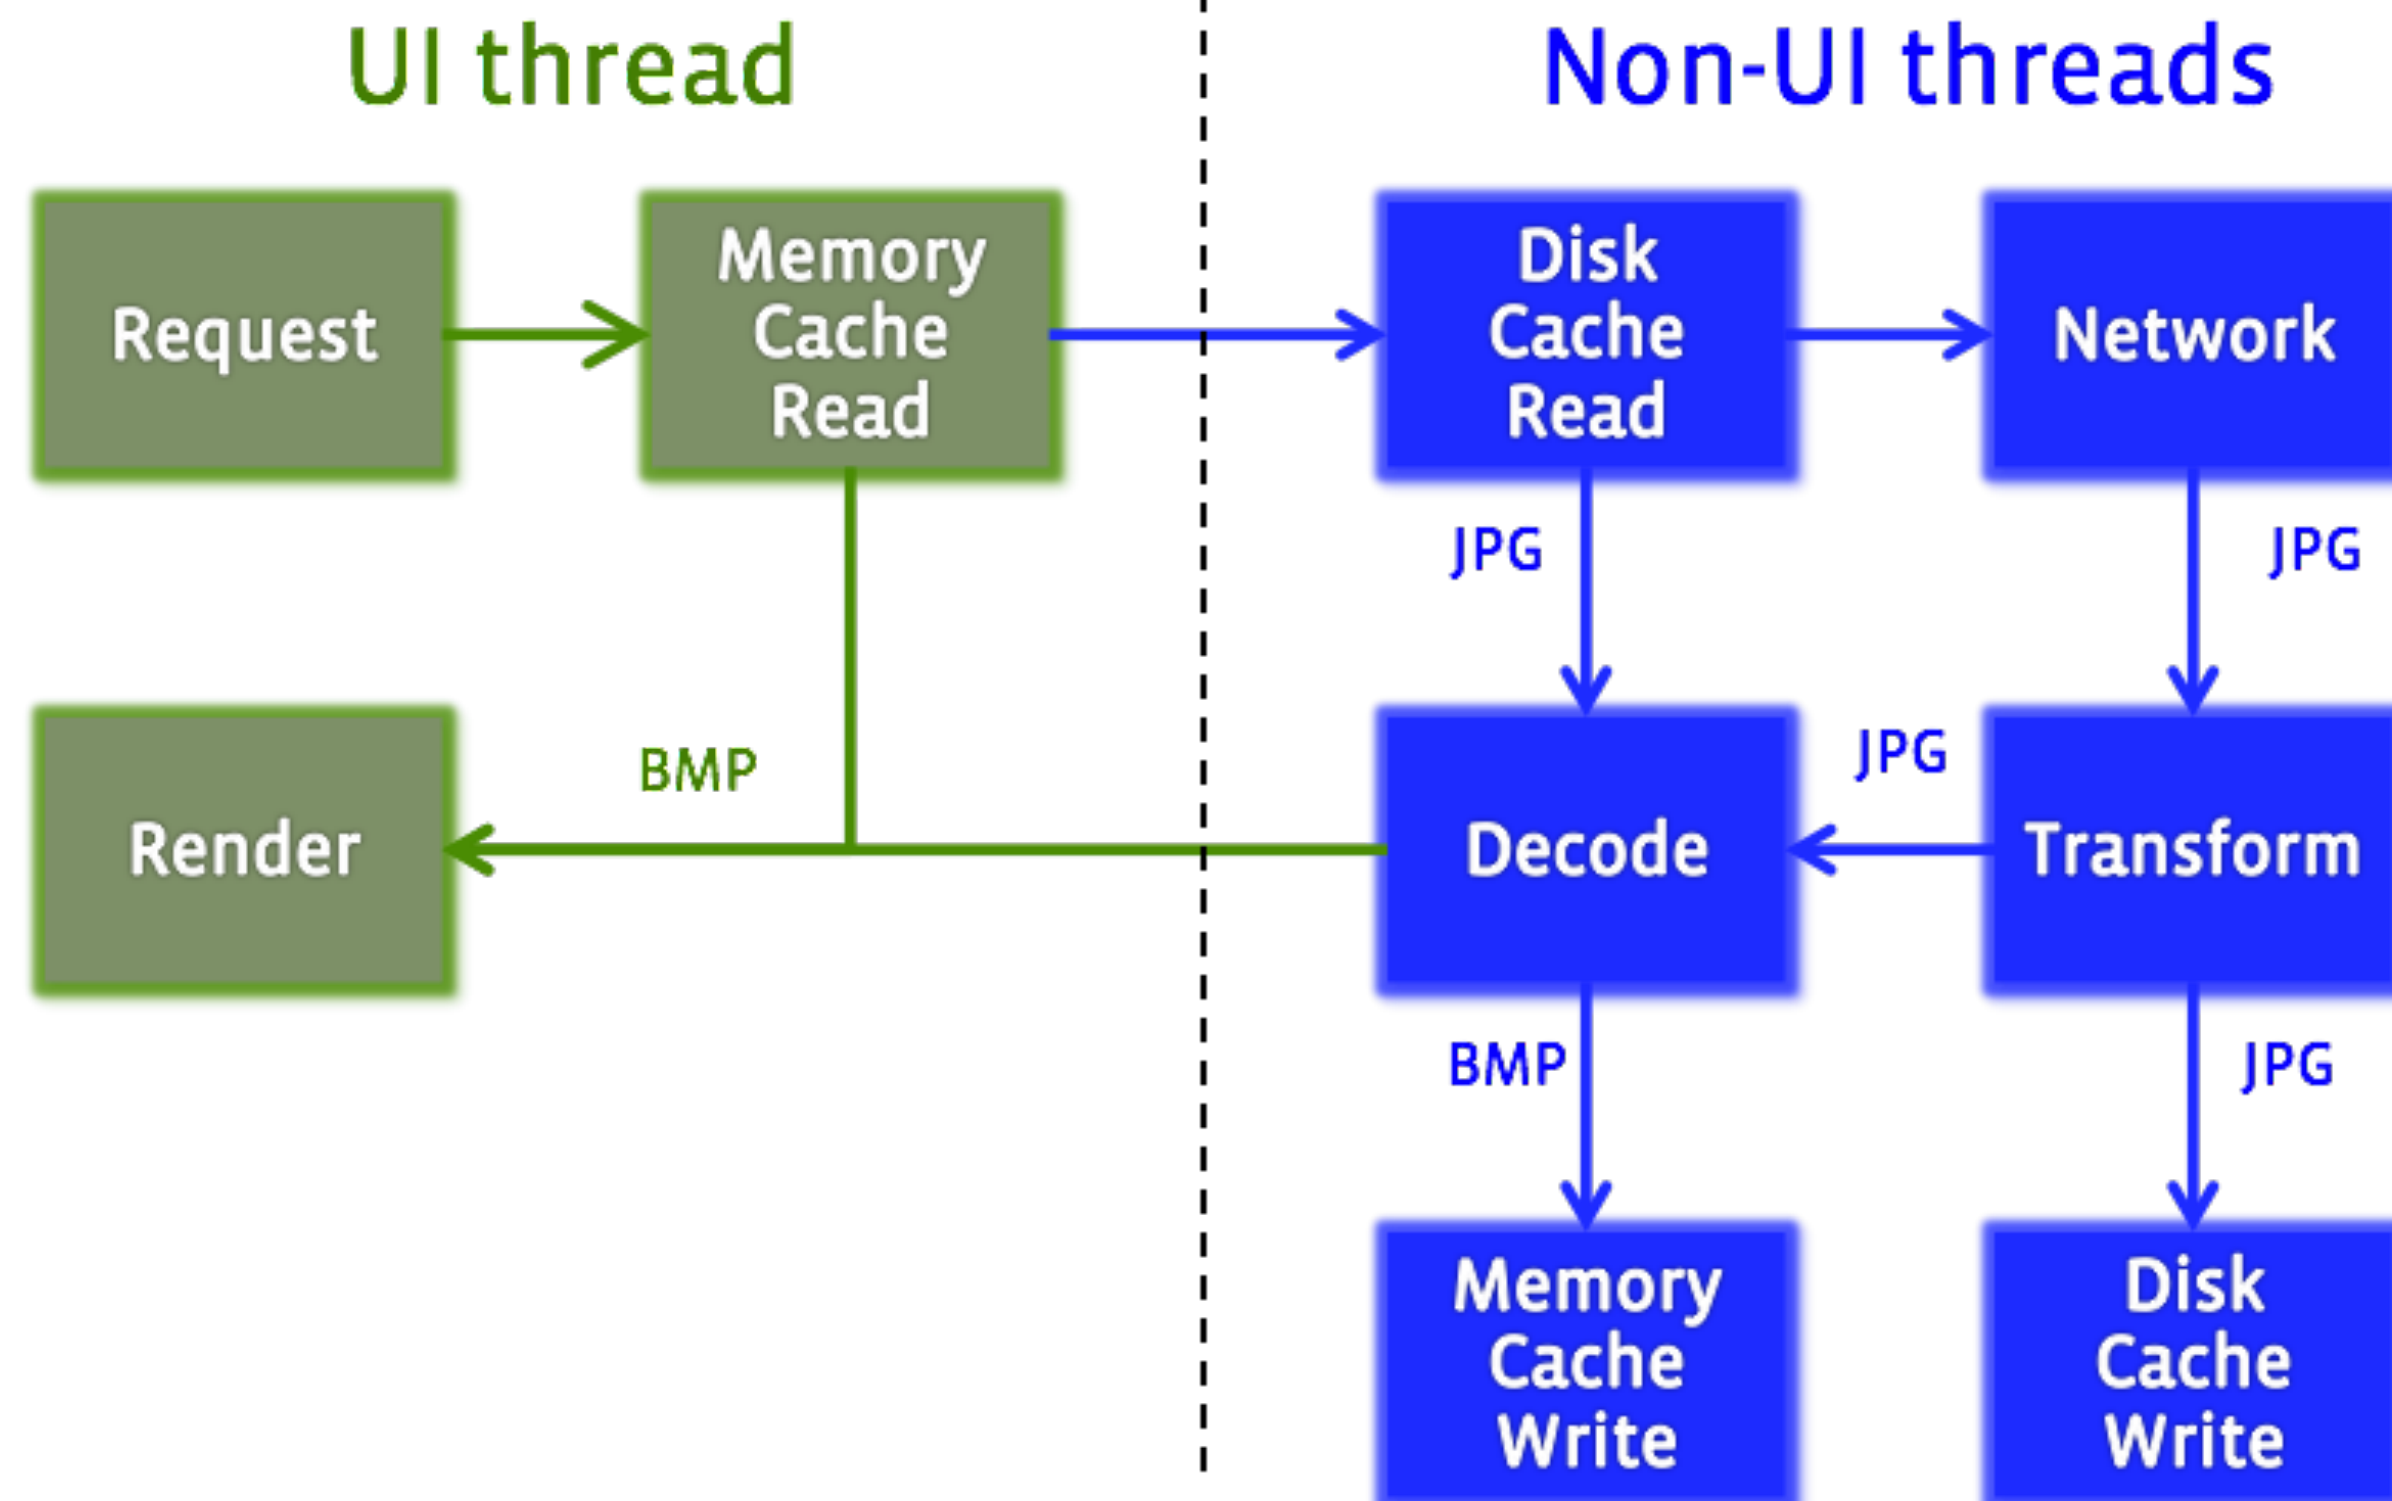 UI thread
Non-UI threads
Request
Memory
Cache
Read
Disk
Cache
Read
Network
JPG
JPG
BMP
JPG
Render
Decode
Transform
BMP
JPG
Memory
Cache
Write
Disk
Cache
Write